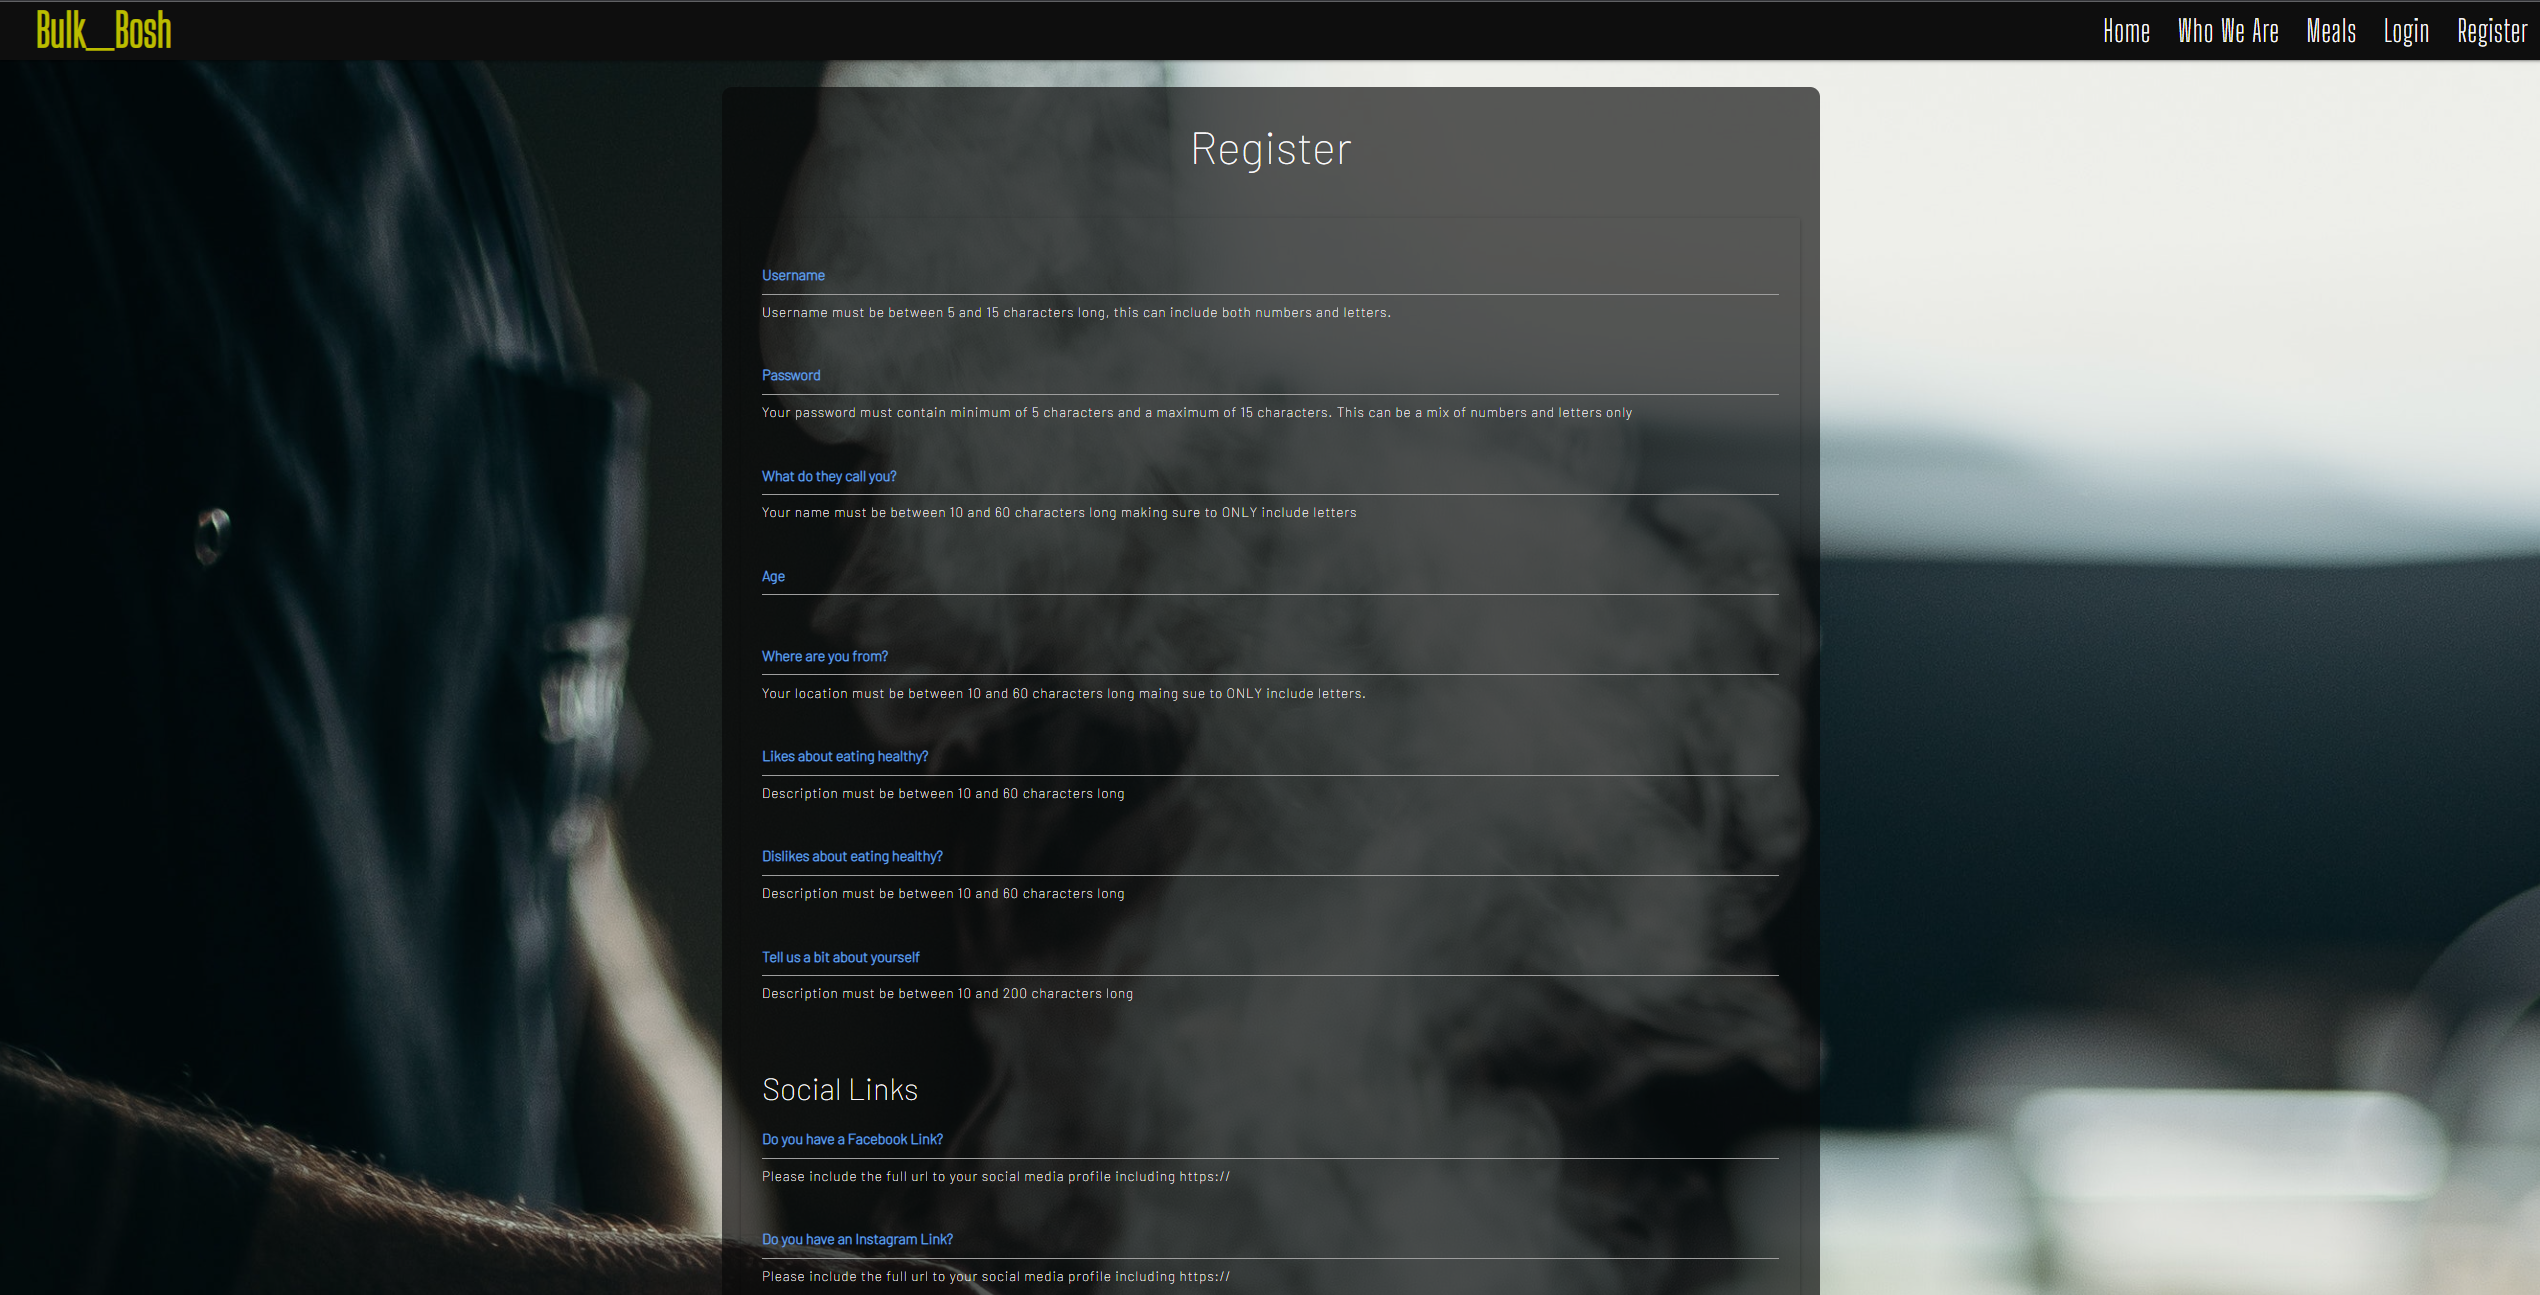 Bulk__Bosh
Home Who We Are Meals Login Register
Register
Username
Username must be between 5 and 15 characters long, this can include both numbers and letters.
Password
Your password must contain minimum of 5 characters and a maximum of 15 characters. This can be a mix of numbers and letters only
What do they call you?
Your name must be between 10 and 60 characters long making sure to ONLY include letters
Age
Where are you from?
Your location must be between 10 and 60 characters long maing sue to ONLY include letters.
Likes about eating healthy?
Description must be between 10 and 60 characters long
Dislikes about eating healthy?
Description must be between 10 and 60 characters long
Tell us a bit about yourself
Description must be between 10 and 200 characters long
Social Links
Do you have a Facebook Link?
Please include the full url to your social media profile including https://
Do you have an Instagram Link?
Please include the full url to your social media profile including https://